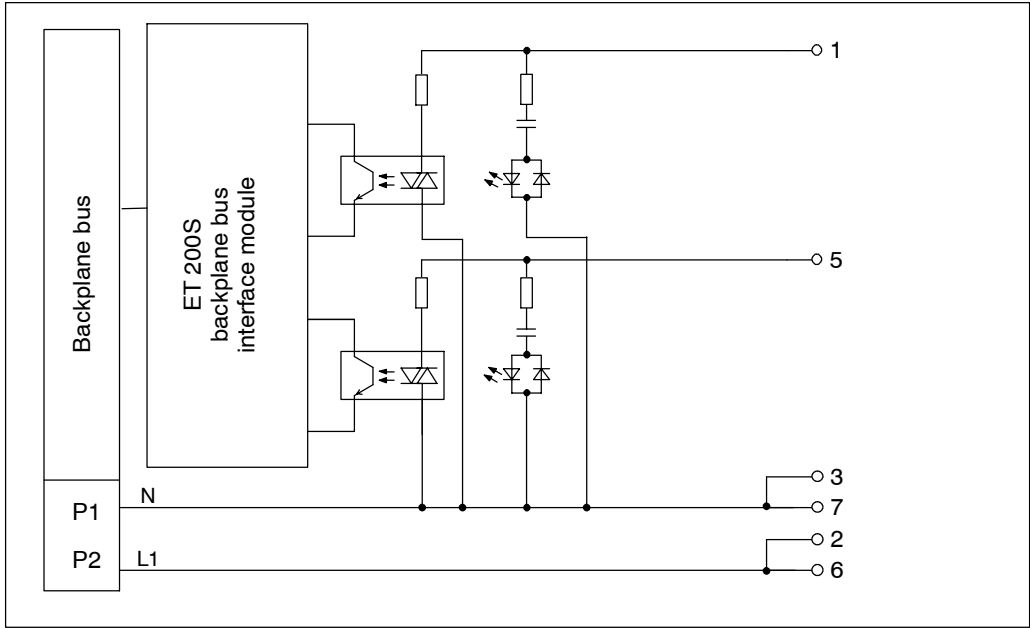 Backplane bus
ET 200S
backplane bus
interface module
1
5
3
P1
N
7
2
P2
L1
6